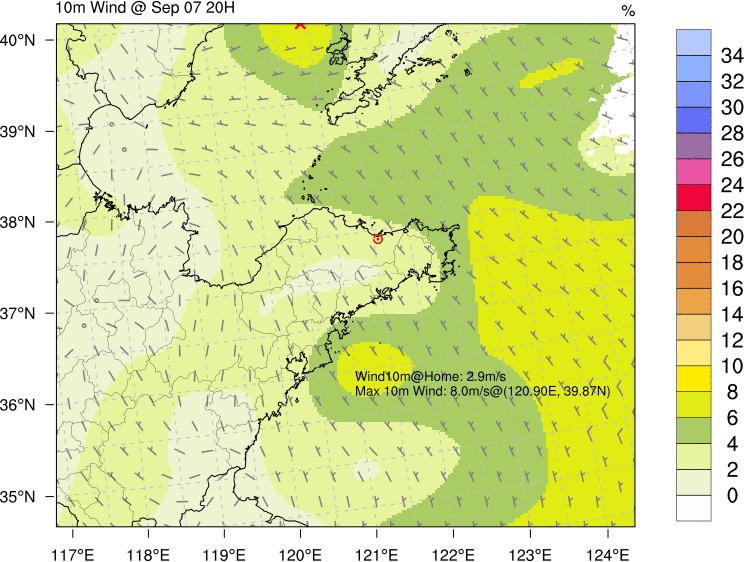 10m Wind @ Sep 07 20H
%
40°N
39°N
38°N
37°N
36°N
35°N
Wind10m@Home: 2.9m/s
Max 10m Wind: 8.0m/s@(120.90E, 39.87N)
117°E 118°E 119°E 120°E 121°E 122°E 123°E 124°E
34
32
30
28
26
24
22
20
18
16
14
12
10
8
6
4
2
0